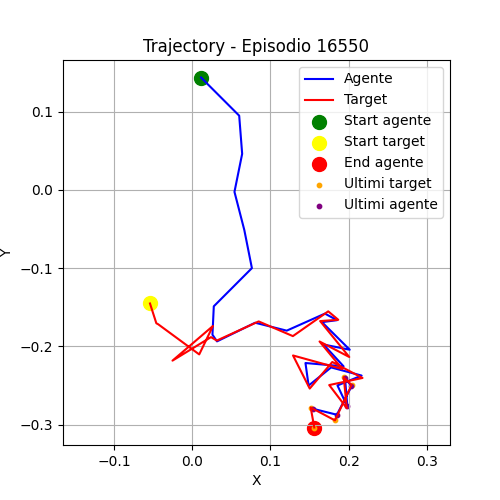 Trajectory - Episodio 16550
Agente
Target
Start agente
Start target
End agente
Ultimi target
Ultimi agente
0.1
0.0
−0.1
−0.2
−0.3
Y
−0.1
0.0
0.1
0.2
0.3
X